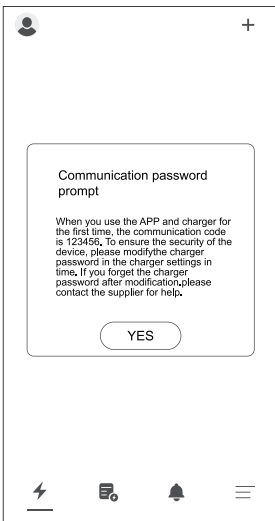 Communication password
prompt
When you use the APP and charger for
the first time, the communication code
is 123456. To ensure the security of the
device, please modifythe charger
password in the charger settings in
time. If you forget the charger
password after modification,please
contact the supplier for help.
YES